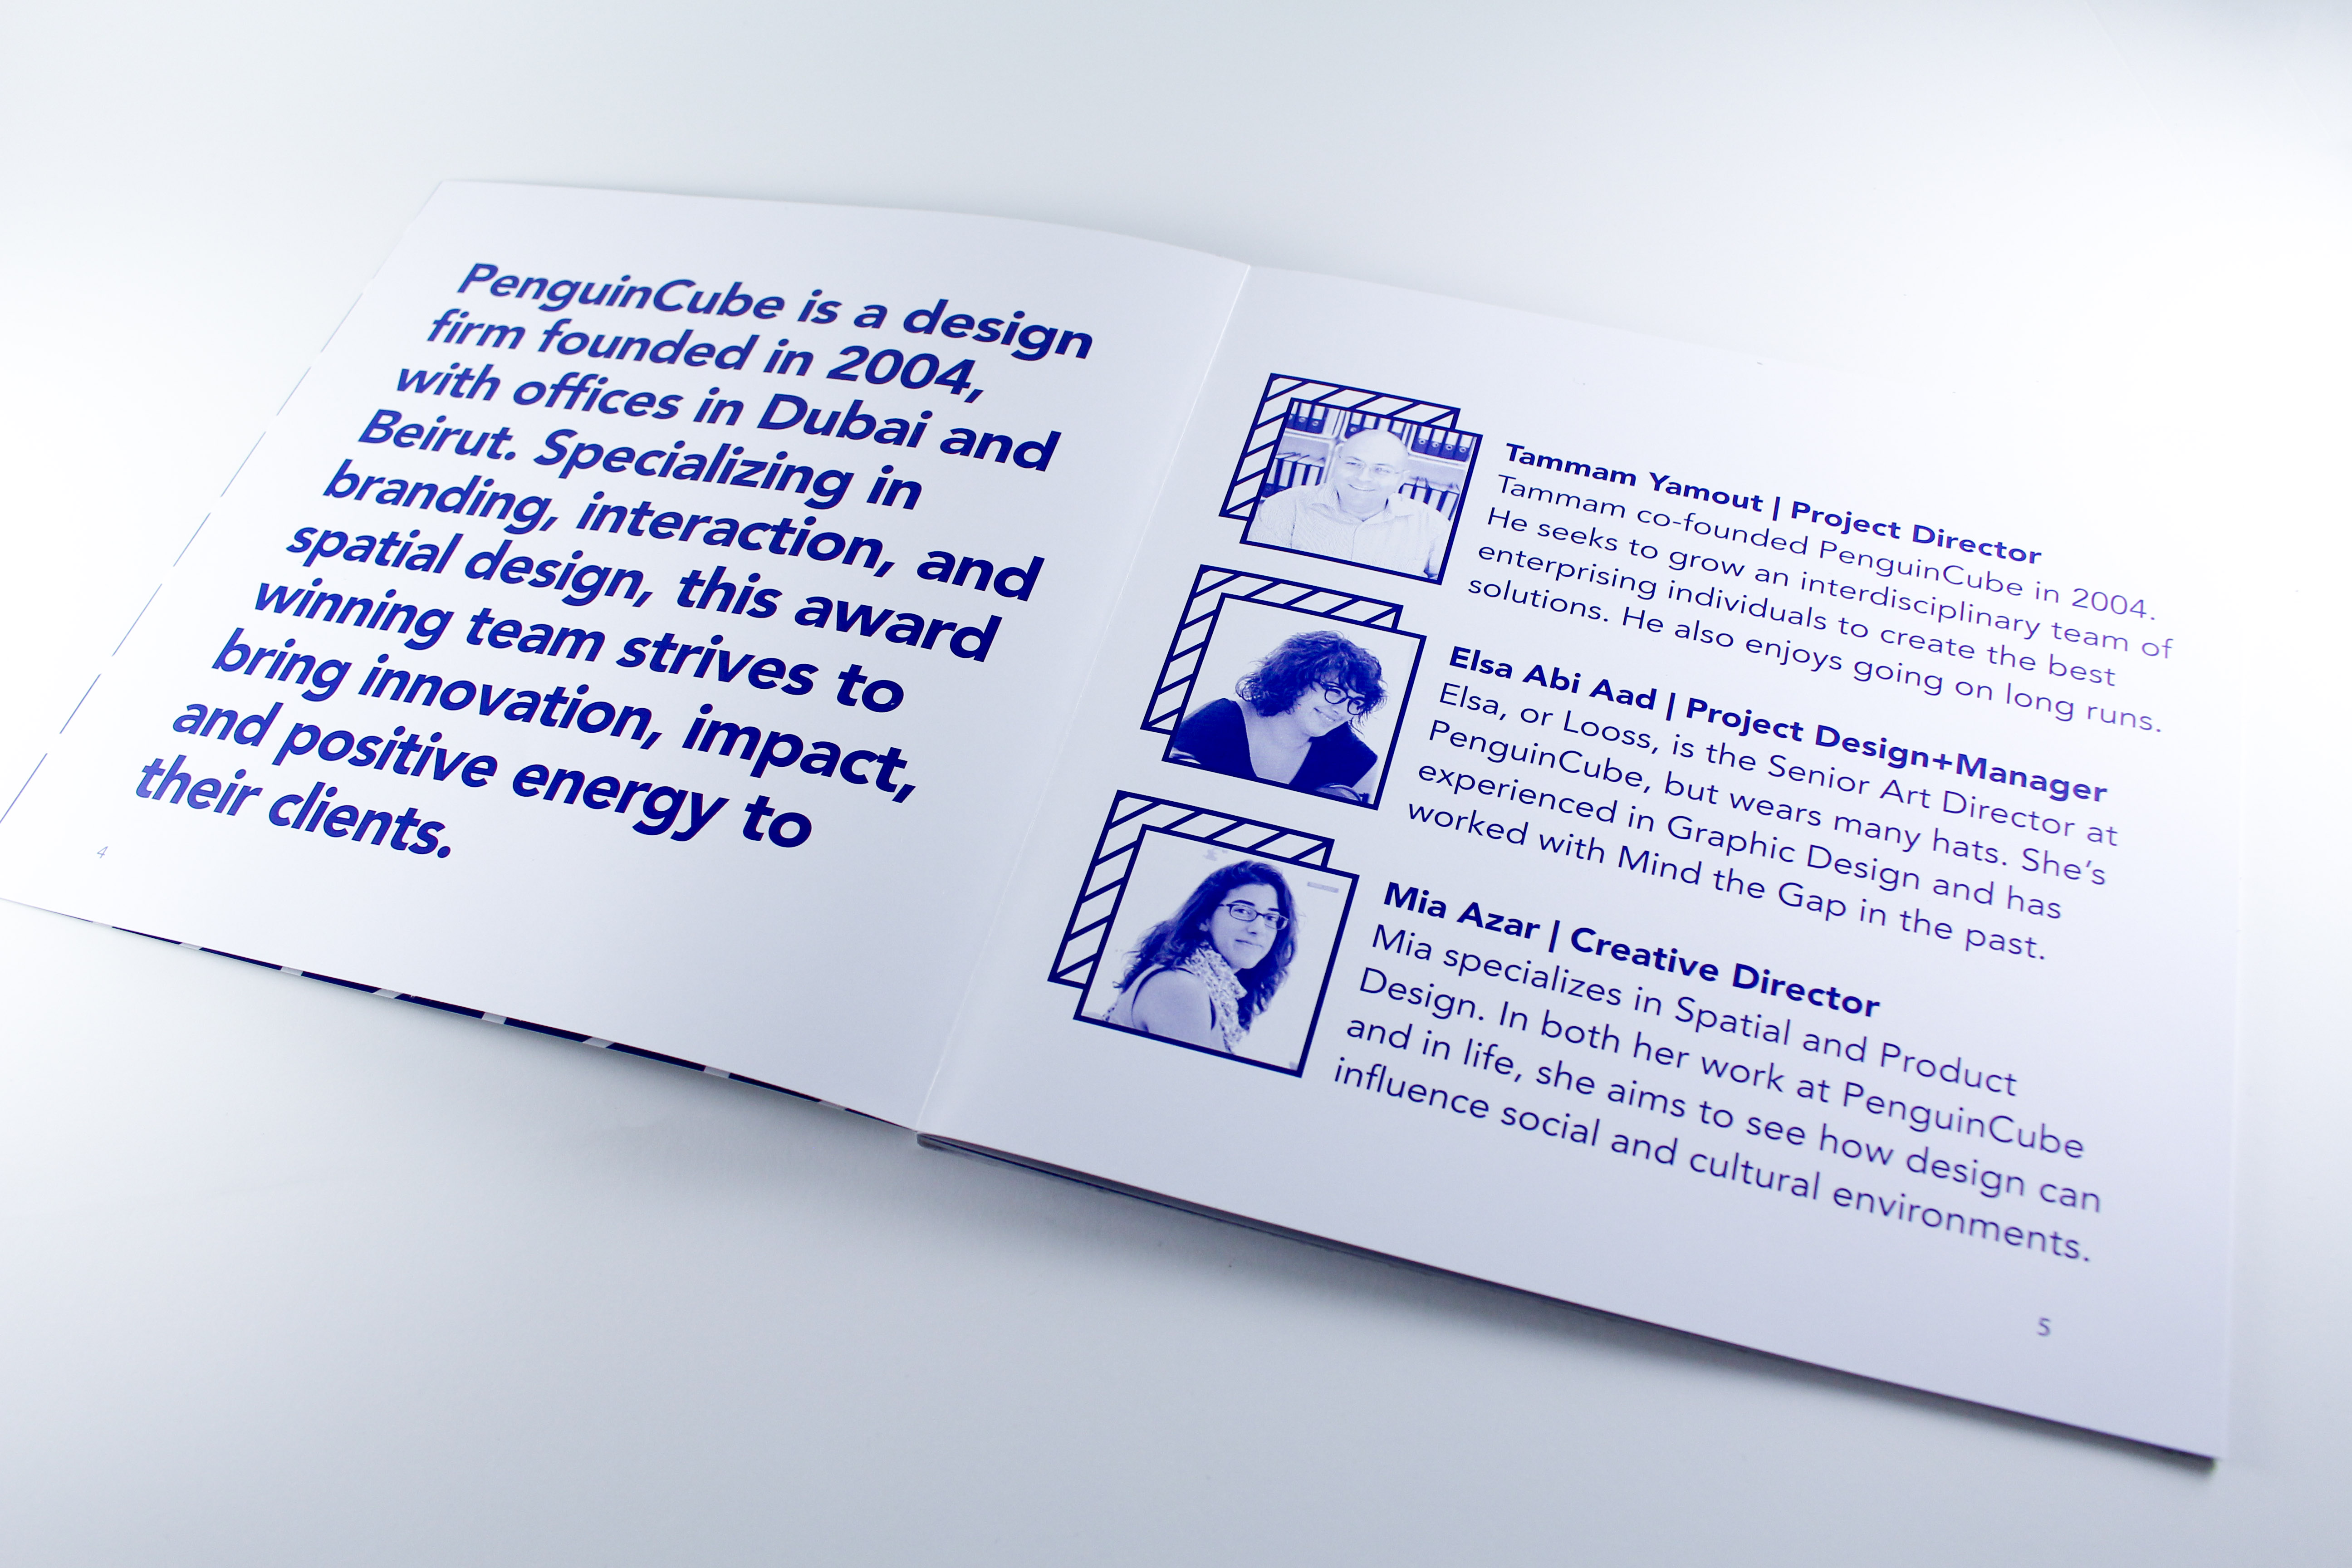 PenguinCube is a design
firm founded in 2004,
with offices in Dubai and
Beirut. Specializing in
branding, interaction, and
spatial design, this award
winning team strives to
bring innovation, impact,
and positive energy to
their clients.
4
Tammam Yamout | Project Director
Tammam co-founded PenguinCube in 2004.
He seeks to grow an interdisciplinary team of
enterprising individuals to create the best
solutions. He also enjoys going on long runs.
Elsa Abi Aad | Project Design+Manager
Elsa, or Looss, is the Senior Art Director at
PenguinCube, but wears many hats. She's
experienced in Graphic Design and has
worked with Mind the Gap in the past.
Mia Azar | Creative Director
Mia specializes in Spatial and Product
Design. In both her work at PenguinCube
and in life, she aims to see how design can
influence social and cultural environments.
5